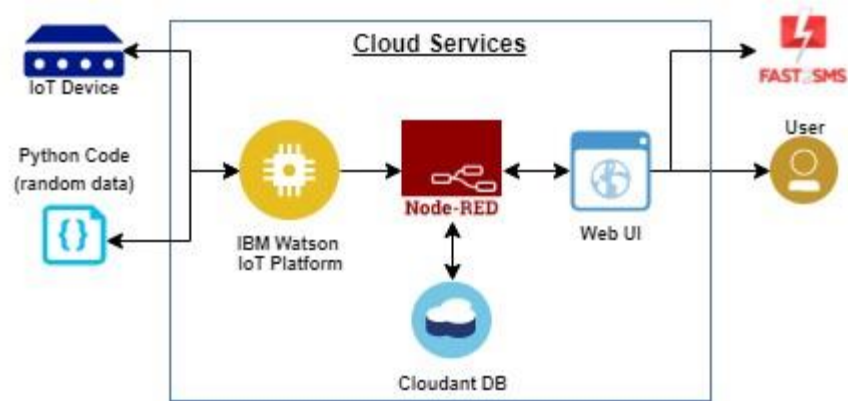 Cloud Services
IoT Device
FAST2SMS
Python Code
(random data)
{}
Node-RED
User
IBM Watson
IoT Platform
Web UI
Cloudant DB